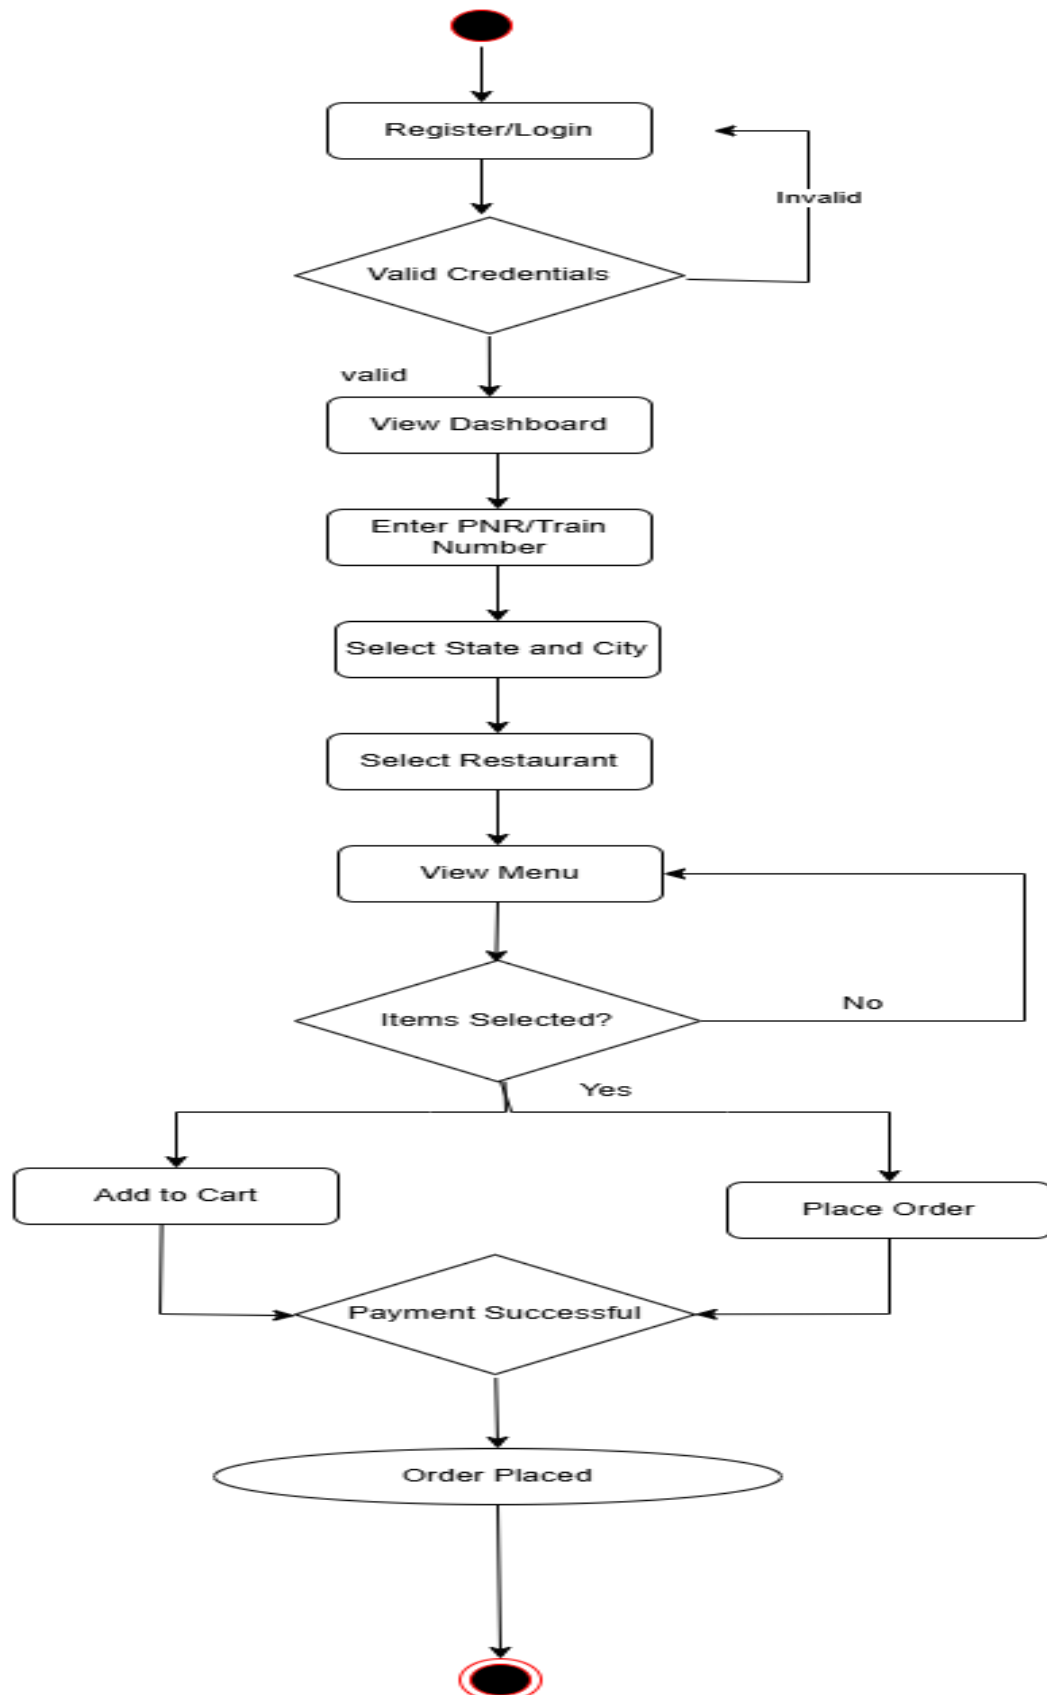 Register/Login
Invalid
Valid Credentials
valid
View Dashboard
Enter PNR/Train
Number
Select State and City
Select Restaurant
View Menu
No
Items Selected?
Yes
Add to Cart
Place Order
Payment Successful
Order Placed